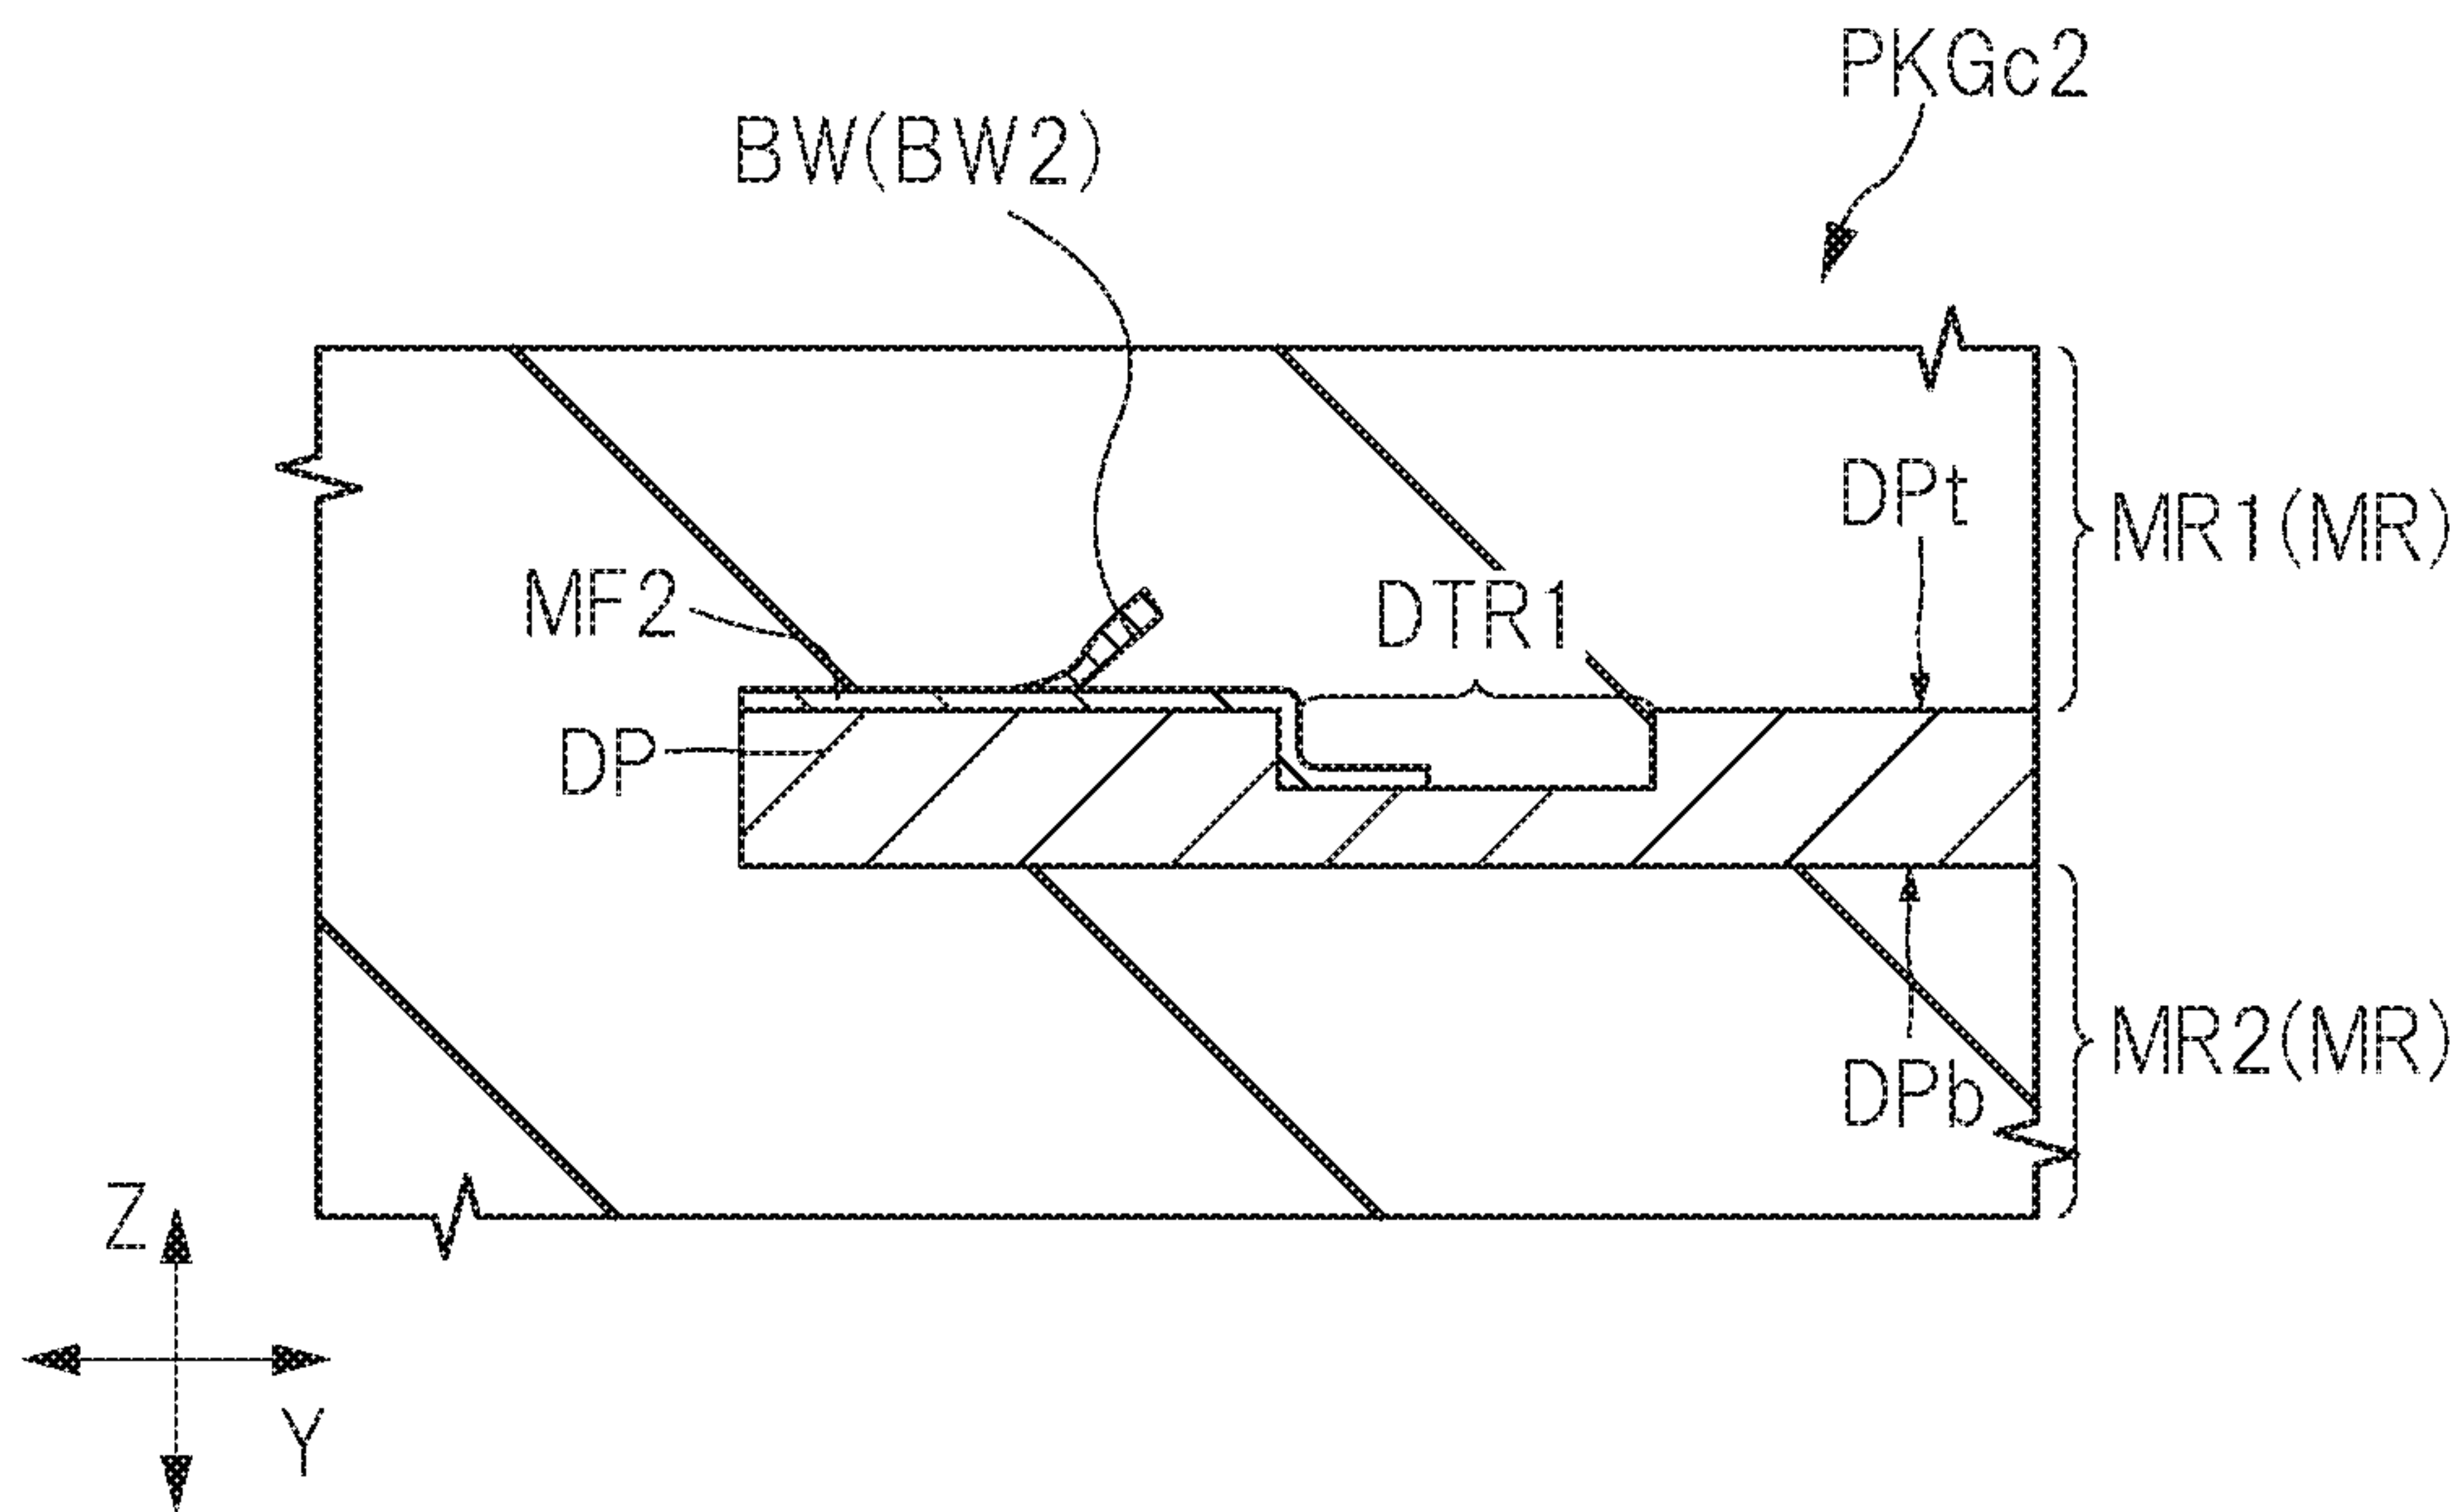 PKGc2
BW(BW2)
DPt
MR1(MR)
MF2
DTR1
DP
DPb
MR2(MR)
Z
Y